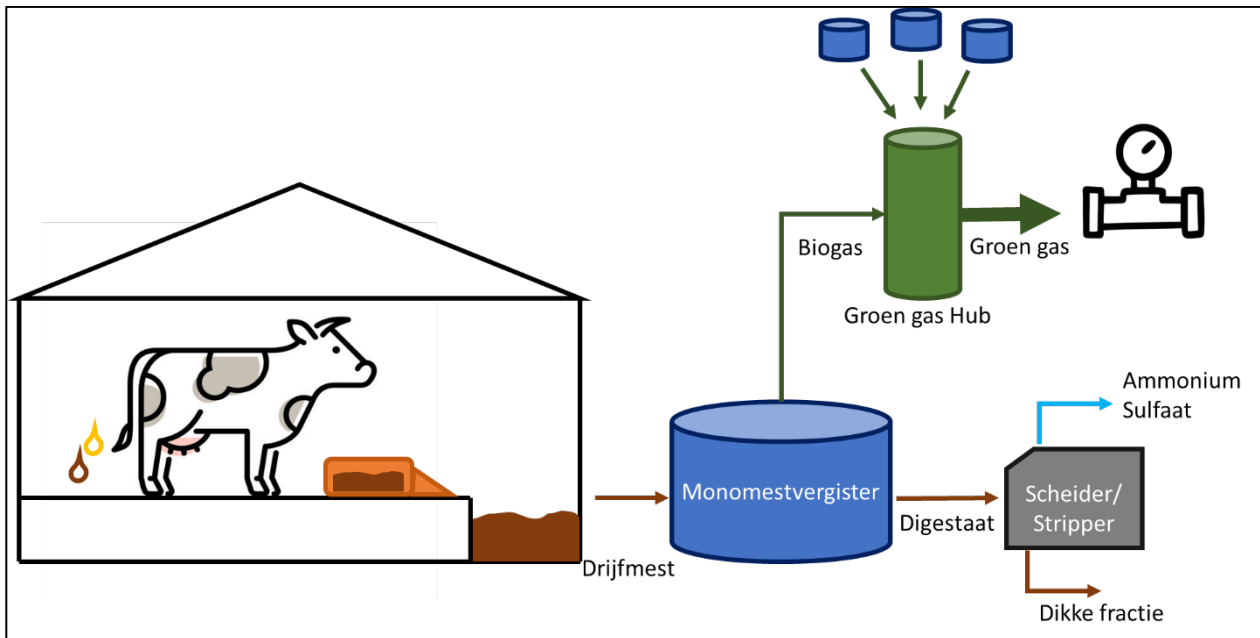 Biogas
Groen gas
Groen gas Hub
Ammonium
Sulfaat
Monomestvergister
Scheider/
Stripper
Digestaat
Drijfmest
Dikke fractie